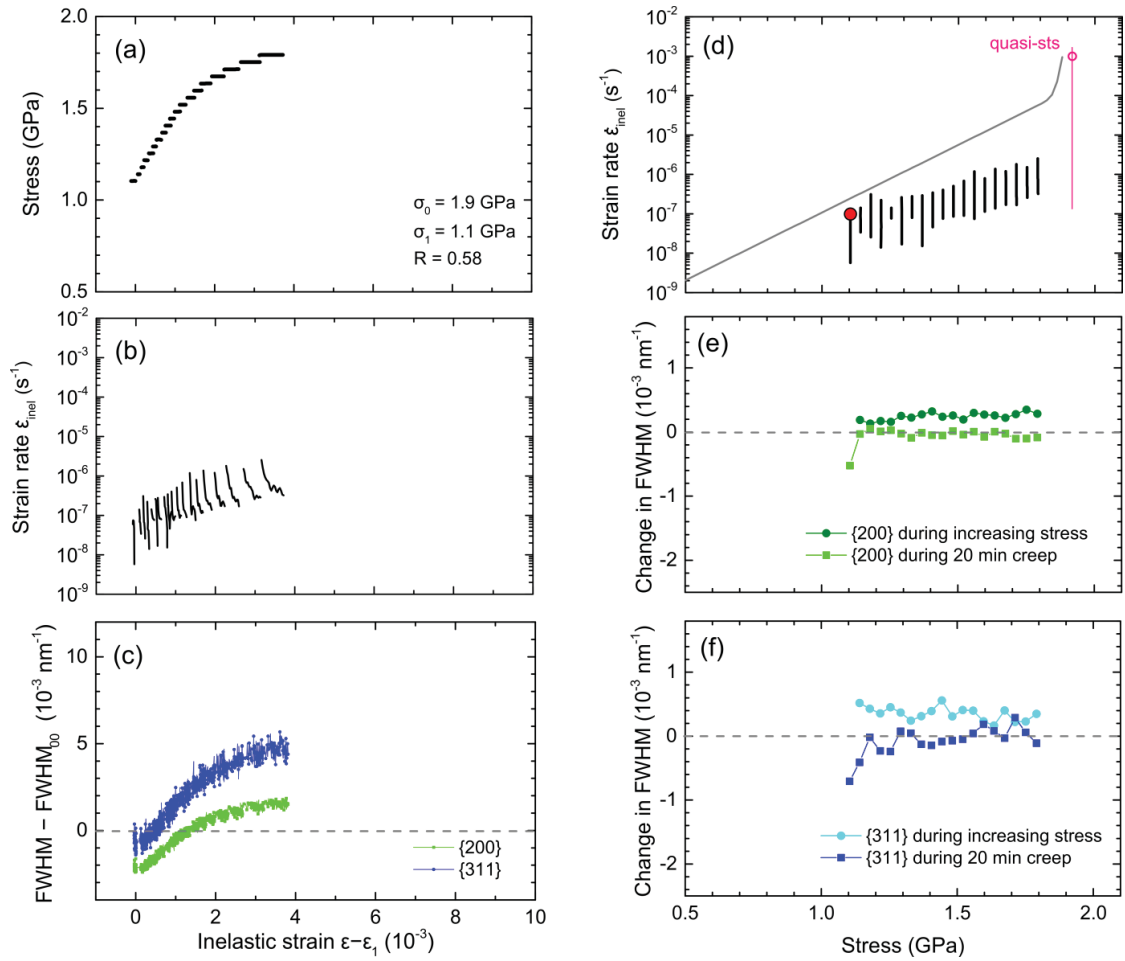 (a)
Stress (GPa)
2.0
1.5
1.0
0.5
σ₀ = 1.9 GPa
σ₁ = 1.1 GPa
R = 0.58
(b)
Strain rate ε̇ᵢₙₑₗ (s⁻¹)
10⁻²
10⁻³
10⁻⁴
10⁻⁵
10⁻⁶
10⁻⁷
10⁻⁸
10⁻⁹
(c)
FWHM − FWHM₀₀ (10⁻³ nm⁻¹)
10
5
0
{200}
{311}
0 2 4 6 8 10
Inelastic strain ε−ε₁ (10⁻³)
(d)
Strain rate ε̇ᵢₙₑₗ (s⁻¹)
10⁻¹
10⁻²
10⁻³
10⁻⁴
10⁻⁵
10⁻⁶
10⁻⁷
10⁻⁸
10⁻⁹
quasi-sts
(e)
Change in FWHM (10⁻³ nm⁻¹)
1
0
-1
-2
{200} during increasing stress
{200} during 20 min creep
(f)
Change in FWHM (10⁻³ nm⁻¹)
1
0
-1
-2
{311} during increasing stress
{311} during 20 min creep
0.5 1.0 1.5 2.0
Stress (GPa)